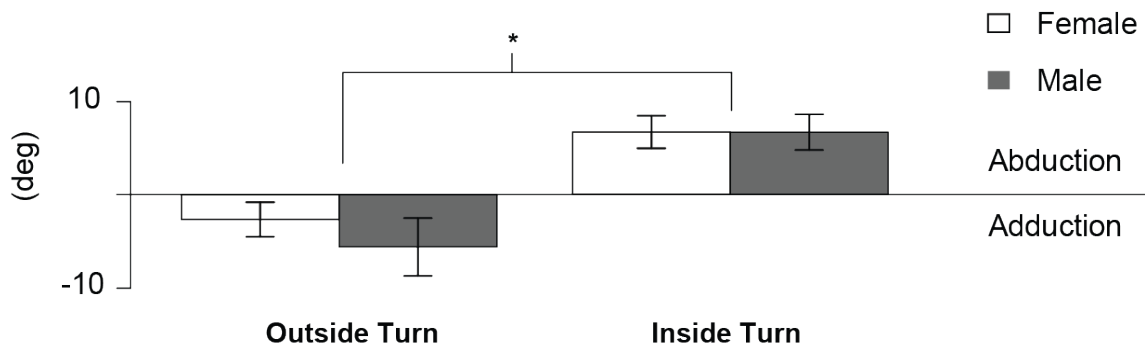 *
Female
Male
10
(deg)
Abduction
Adduction
-10
Outside Turn
Inside Turn